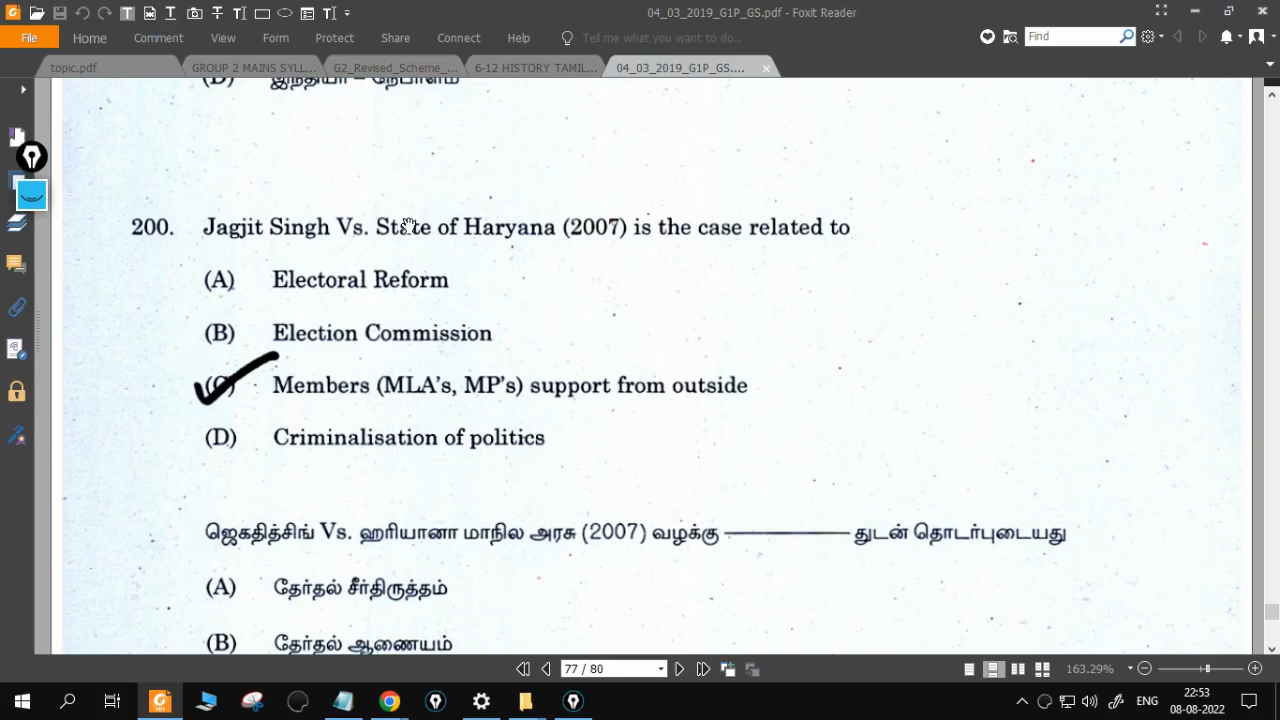 04_03_2019_G1P_GS.pdf - Foxit Reader
File Home Comment View Form Protect Share Connect Help Tell me what you want to do.. Find
topic.pdf GROUP 2 MAINS SYLL... G2_Revised_Scheme_... 6-12 HISTORY TAMIL... 04_03_2019_G1P_GS....
(D) இந்தியா – நேபாளம்
200. Jagjit Singh Vs. State of Haryana (2007) is the case related to
(A) Electoral Reform
(B) Election Commission
(C) Members (MLA's, MP's) support from outside
(D) Criminalisation of politics
ஜெகதித்சிங் Vs. ஹரியானா மாநில அரசு (2007) வழக்கு ———— துடன் தொடர்புடையது
(A) தேர்தல் சீர்திருத்தம்
(B) தேர்தல் ஆணையம்
77 / 80 163.29%
ENG 22:53
08-08-2022